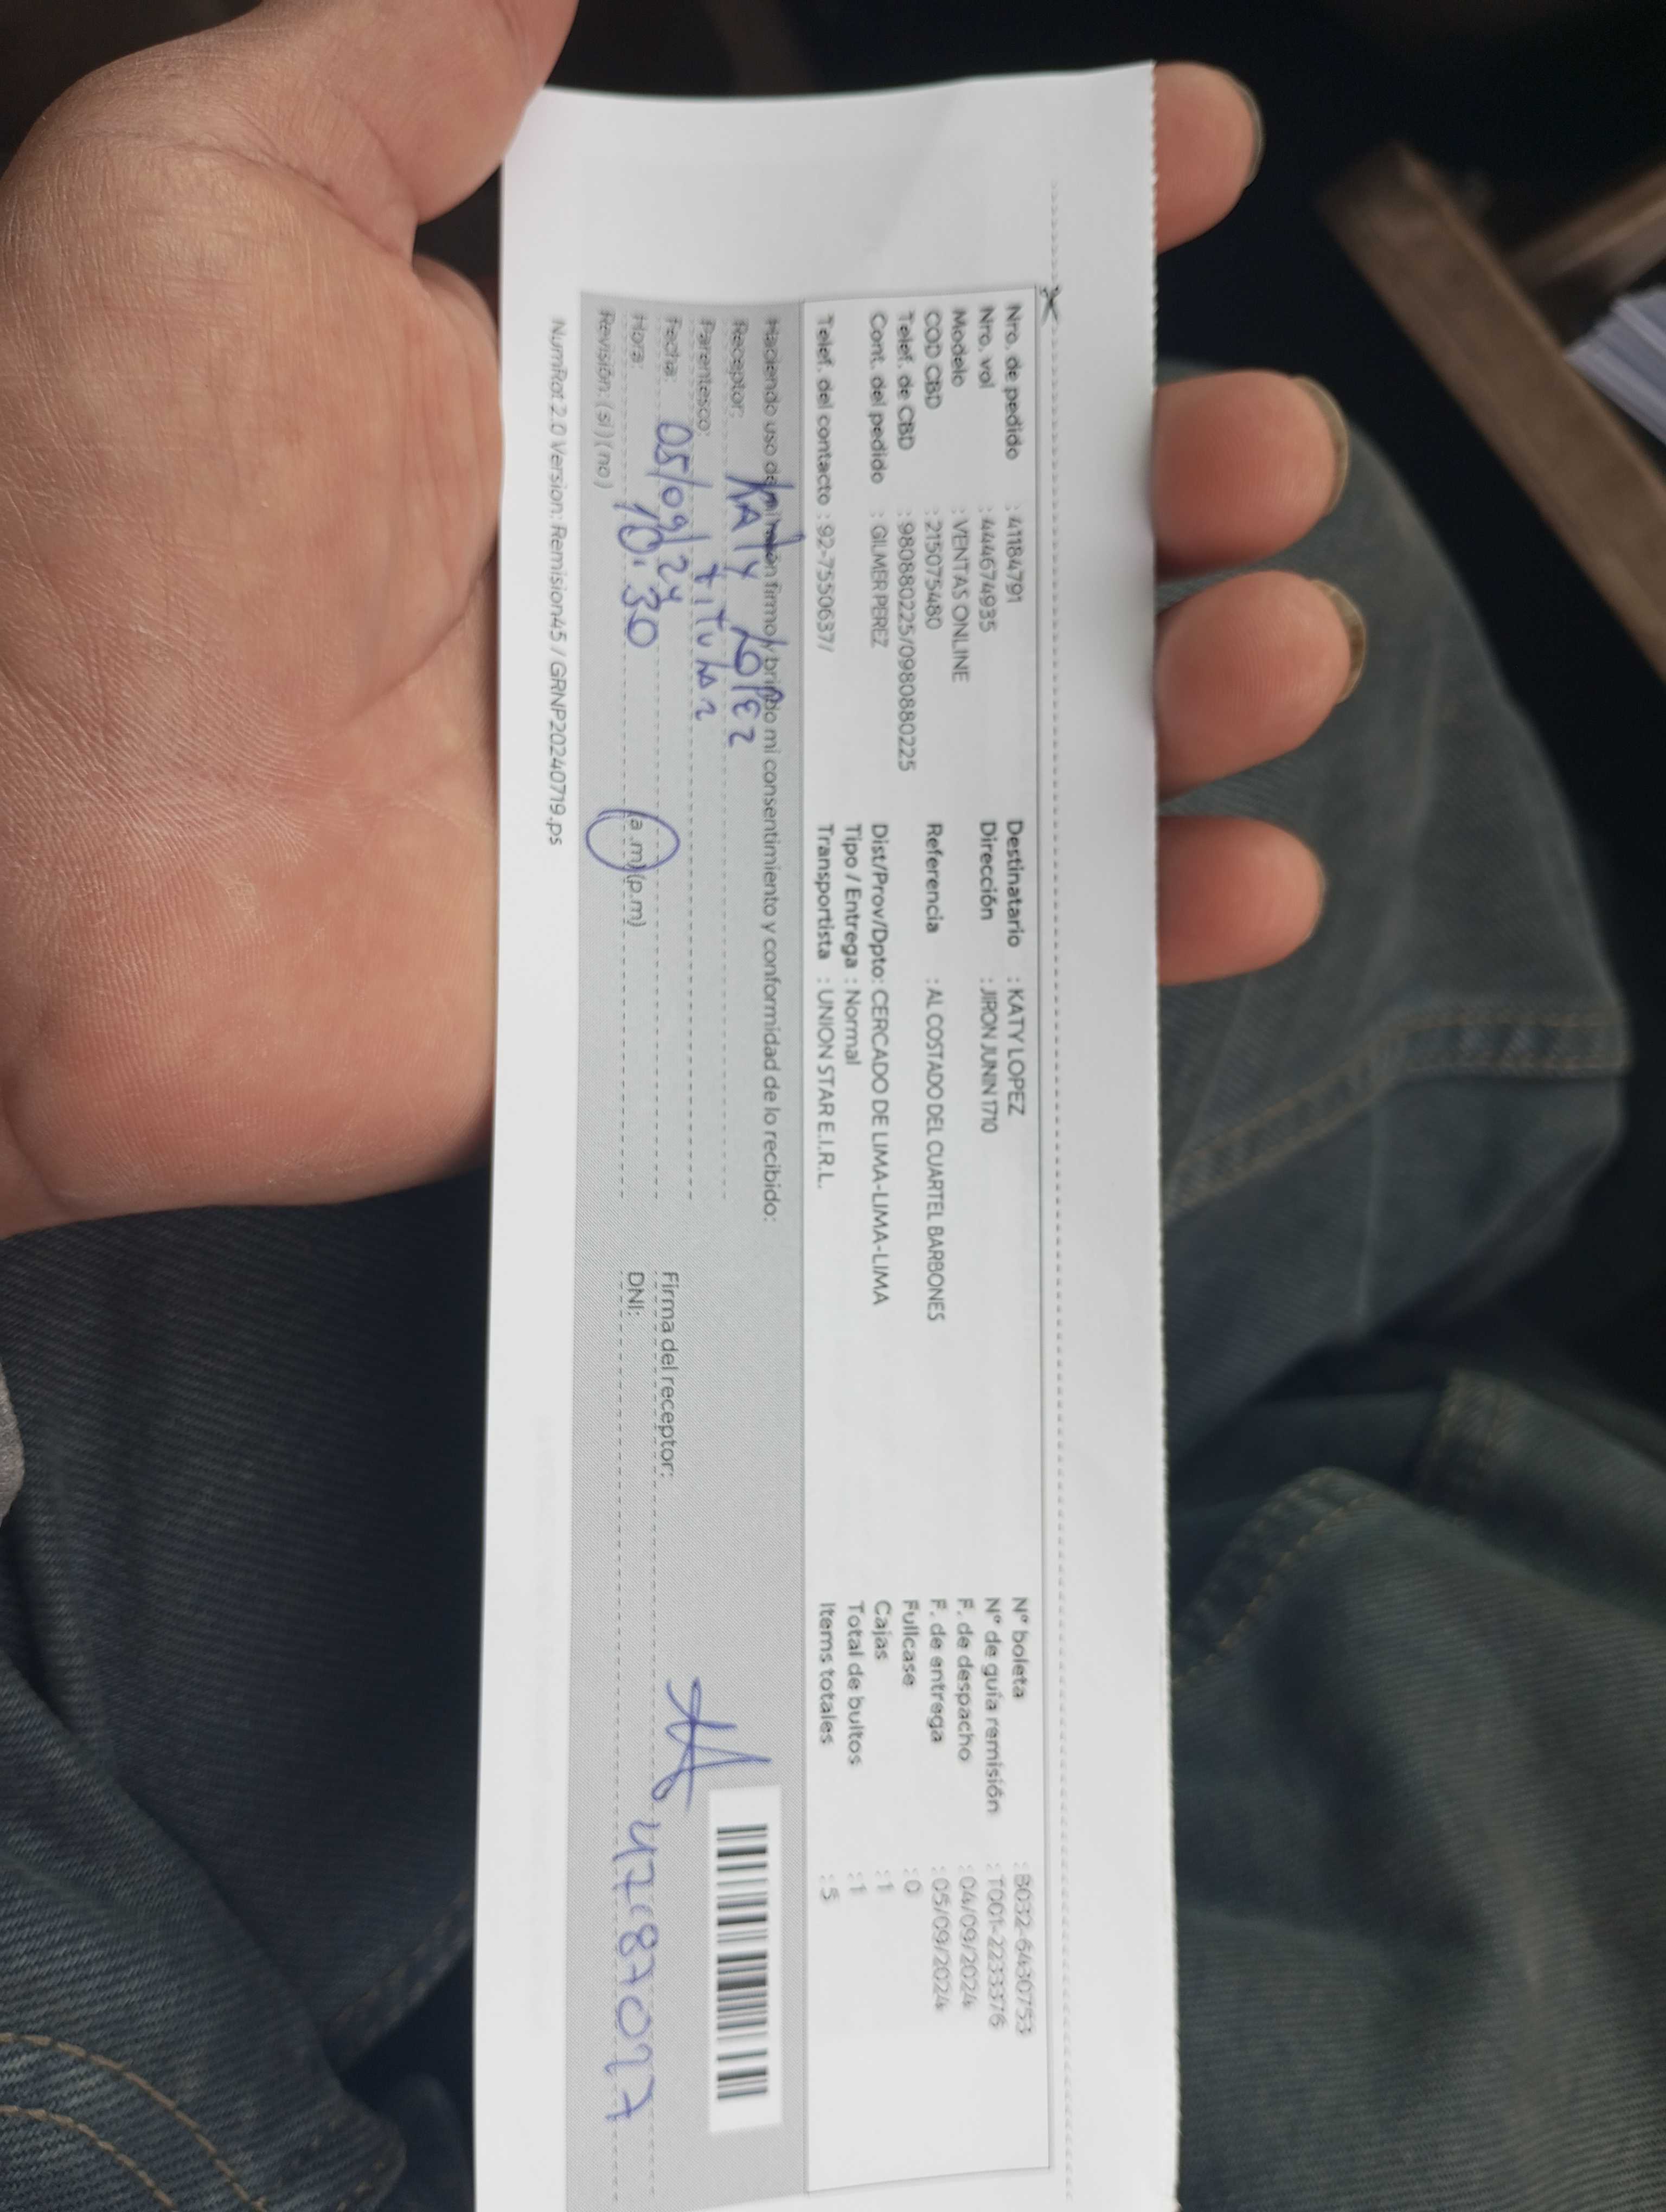 Nro. de pedido : 41184791
Nro. vol : 444674935
Modelo : VENTAS ONLINE
COD CBD : 215075480
Telef. de CBD : 980880225/0980880225
Cont. del pedido : GILMER PEREZ
Telef. del contacto : 92-7550637/
Destinatario : KATY LOPEZ
Dirección : JIRON JUNIN 1710
Referencia : AL COSTADO DEL CUARTEL BARBONES
Dist/Prov/Dpto: CERCADO DE LIMA-LIMA-LIMA
Tipo / Entrega : Normal
Transportista : UNION STAR E.I.R.L.
N° boleta : B032-6430753
N° de guía remisión : T001-2233376
F. de despacho : 04/09/2024
F. de entrega : 05/09/2024
Fullcase : 0
Cajas : 1
Total de bultos : 1
Items totales : 5
Haciendo uso de mi razón firmo y brindo mi consentimiento y conformidad de lo recibido:
Receptor: KATY LOPEZ
Parentesco: titular
Fecha: 05/09/24
Hora: 10:30 (a.m) (p.m)
Revisión: (si) (no)
Firma del receptor:
DNI:
NumRot 2.0 Version: Remision45 / GRNP20240719.ps